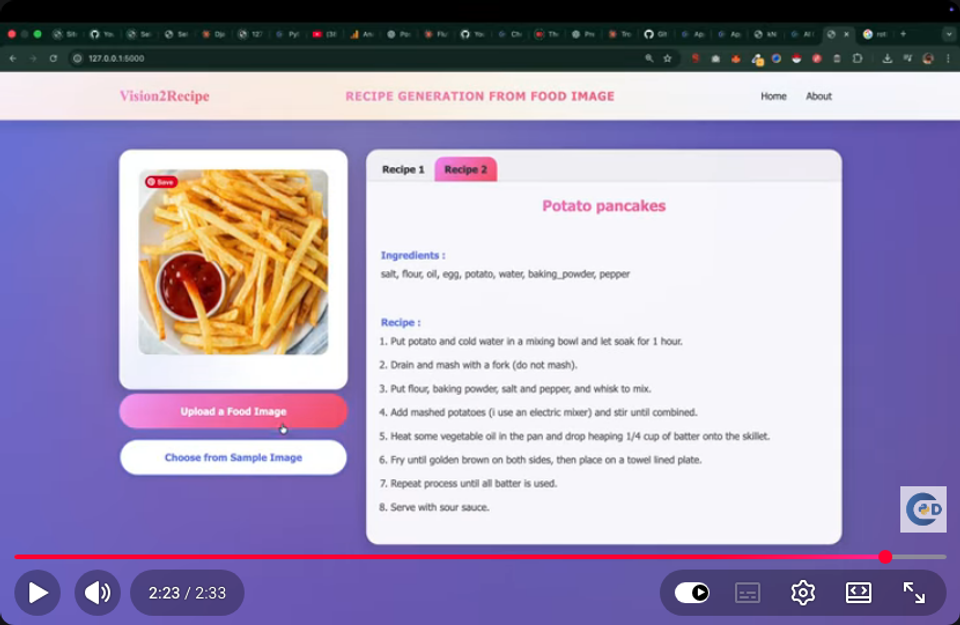 127.0.0.1:5000
Vision2Recipe
RECIPE GENERATION FROM FOOD IMAGE
Home About
Save
Upload a Food Image
Choose from Sample Image
Recipe 1 Recipe 2
Potato pancakes
Ingredients :
salt, flour, oil, egg, potato, water, baking_powder, pepper
Recipe :
1. Put potato and cold water in a mixing bowl and let soak for 1 hour.
2. Drain and mash with a fork (do not mash).
3. Put flour, baking powder, salt and pepper, and whisk to mix.
4. Add mashed potatoes (i use an electric mixer) and stir until combined.
5. Heat some vegetable oil in the pan and drop heaping 1/4 cup of batter onto the skillet.
6. Fry until golden brown on both sides, then place on a towel lined plate.
7. Repeat process until all batter is used.
8. Serve with sour sauce.
2:23 / 2:33